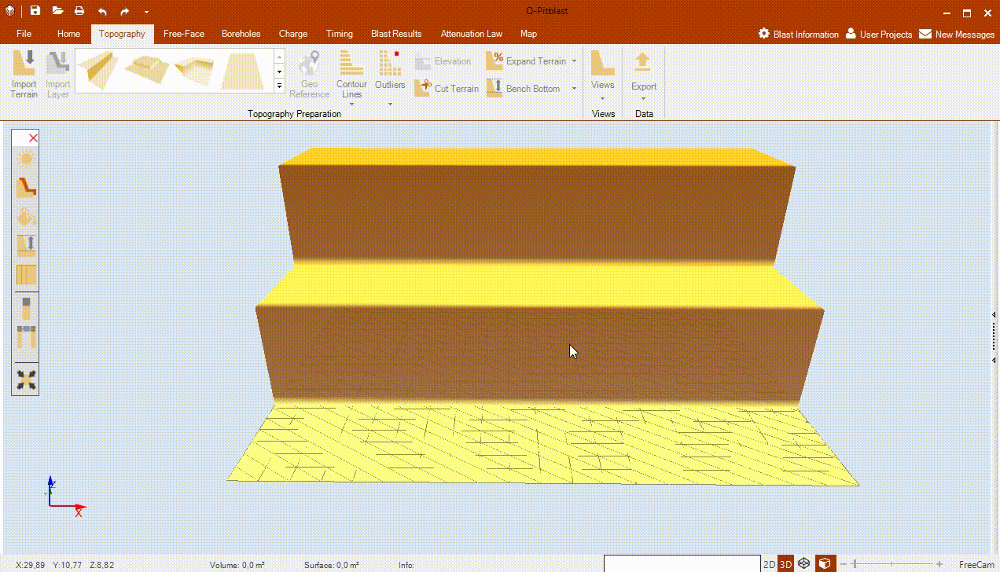 O-Pitblast
File Home Topography Free-Face Boreholes Charge Timing Blast Results Attenuation Law Map Blast Information User Projects New Messages
Import Terrain
Import Layer
Geo Reference
Contour Lines
Outliers
Elevation
Cut Terrain
Expand Terrain
Bench Bottom
Views
Export
Topography Preparation Views Data
Z
Y
X
X:29,89 Y:10,77 Z:8,82 Volume: 0,0 m³ Surface: 0,0 m² Info: 2D 3D FreeCam